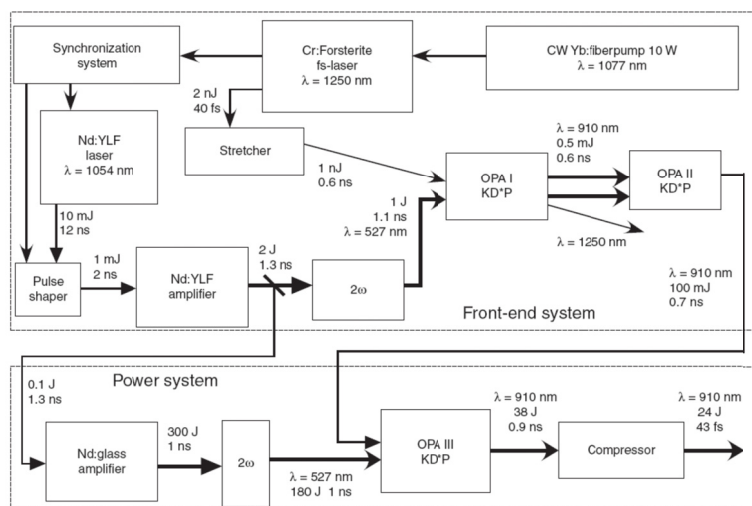 Synchronization
system
Cr:Forsterite
fs-laser
λ = 1250 nm
CW Yb:fiberpump 10 W
λ = 1077 nm
2 nJ
40 fs
Nd:YLF
laser
λ = 1054 nm
Stretcher
1 nJ
0.6 ns
OPA I
KD*P
λ = 910 nm
0.5 mJ
0.6 ns
OPA II
KD*P
10 mJ
12 ns
1 J
1.1 ns
λ = 527 nm
λ = 1250 nm
Pulse
shaper
1 mJ
2 ns
Nd:YLF
amplifier
2 J
1.3 ns
2ω
λ = 910 nm
100 mJ
0.7 ns
Front-end system
Power system
0.1 J
1.3 ns
Nd:glass
amplifier
300 J
1 ns
2ω
λ = 527 nm
180 J 1 ns
OPA III
KD*P
λ = 910 nm
38 J
0.9 ns
Compressor
λ = 910 nm
24 J
43 fs